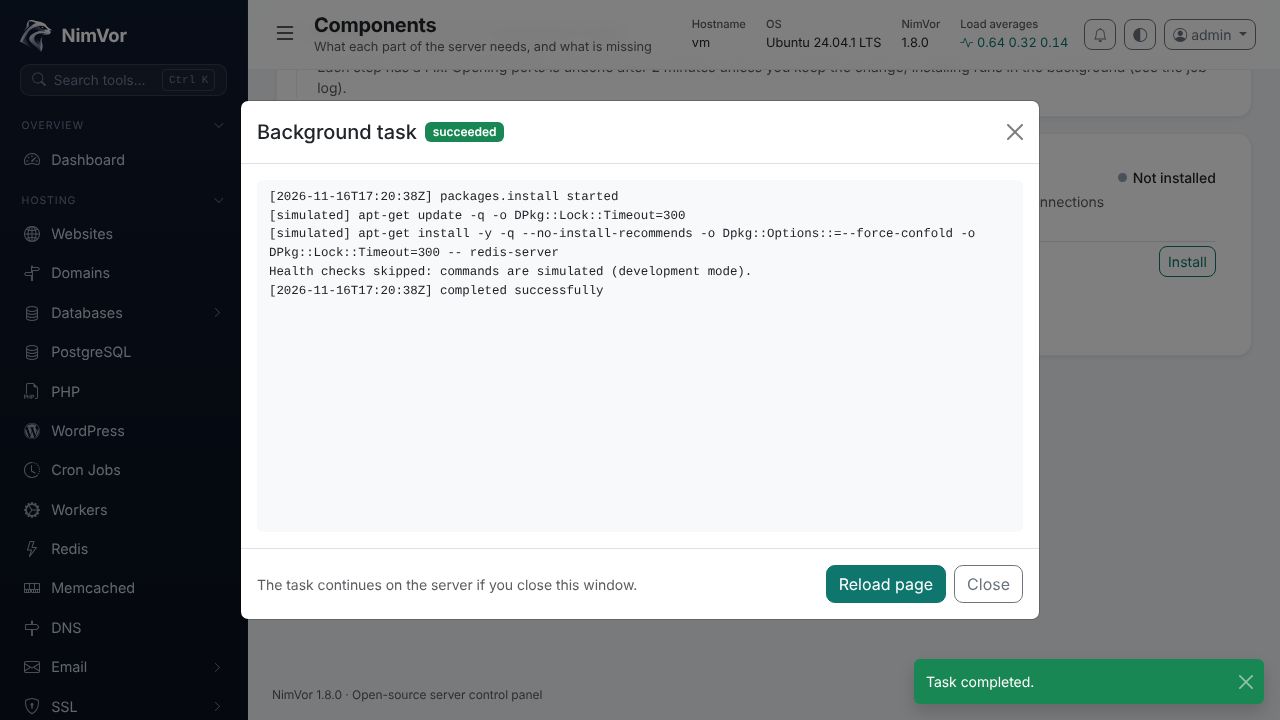 NimVor
Search tools...
Ctrl K
OVERVIEW
Dashboard
HOSTING
Websites
Domains
Databases
PostgreSQL
PHP
WordPress
Cron Jobs
Workers
Redis
Memcached
DNS
Email
SSL
Components
What each part of the server needs, and what is missing
Hostname
vm
OS
Ubuntu 24.04.1 LTS
NimVor
1.8.0
Load averages
0.64 0.32 0.14
admin
log).
Not installed
nnections
Install
Background task
succeeded
[2026-11-16T17:20:38Z] packages.install started
[simulated] apt-get update -q -o DPkg::Lock::Timeout=300
[simulated] apt-get install -y -q --no-install-recommends -o Dpkg::Options::=--force-confold -o
DPkg::Lock::Timeout=300 -- redis-server
Health checks skipped: commands are simulated (development mode).
[2026-11-16T17:20:38Z] completed successfully
The task continues on the server if you close this window.
Reload page
Close
Task completed.
NimVor 1.8.0 · Open-source server control panel